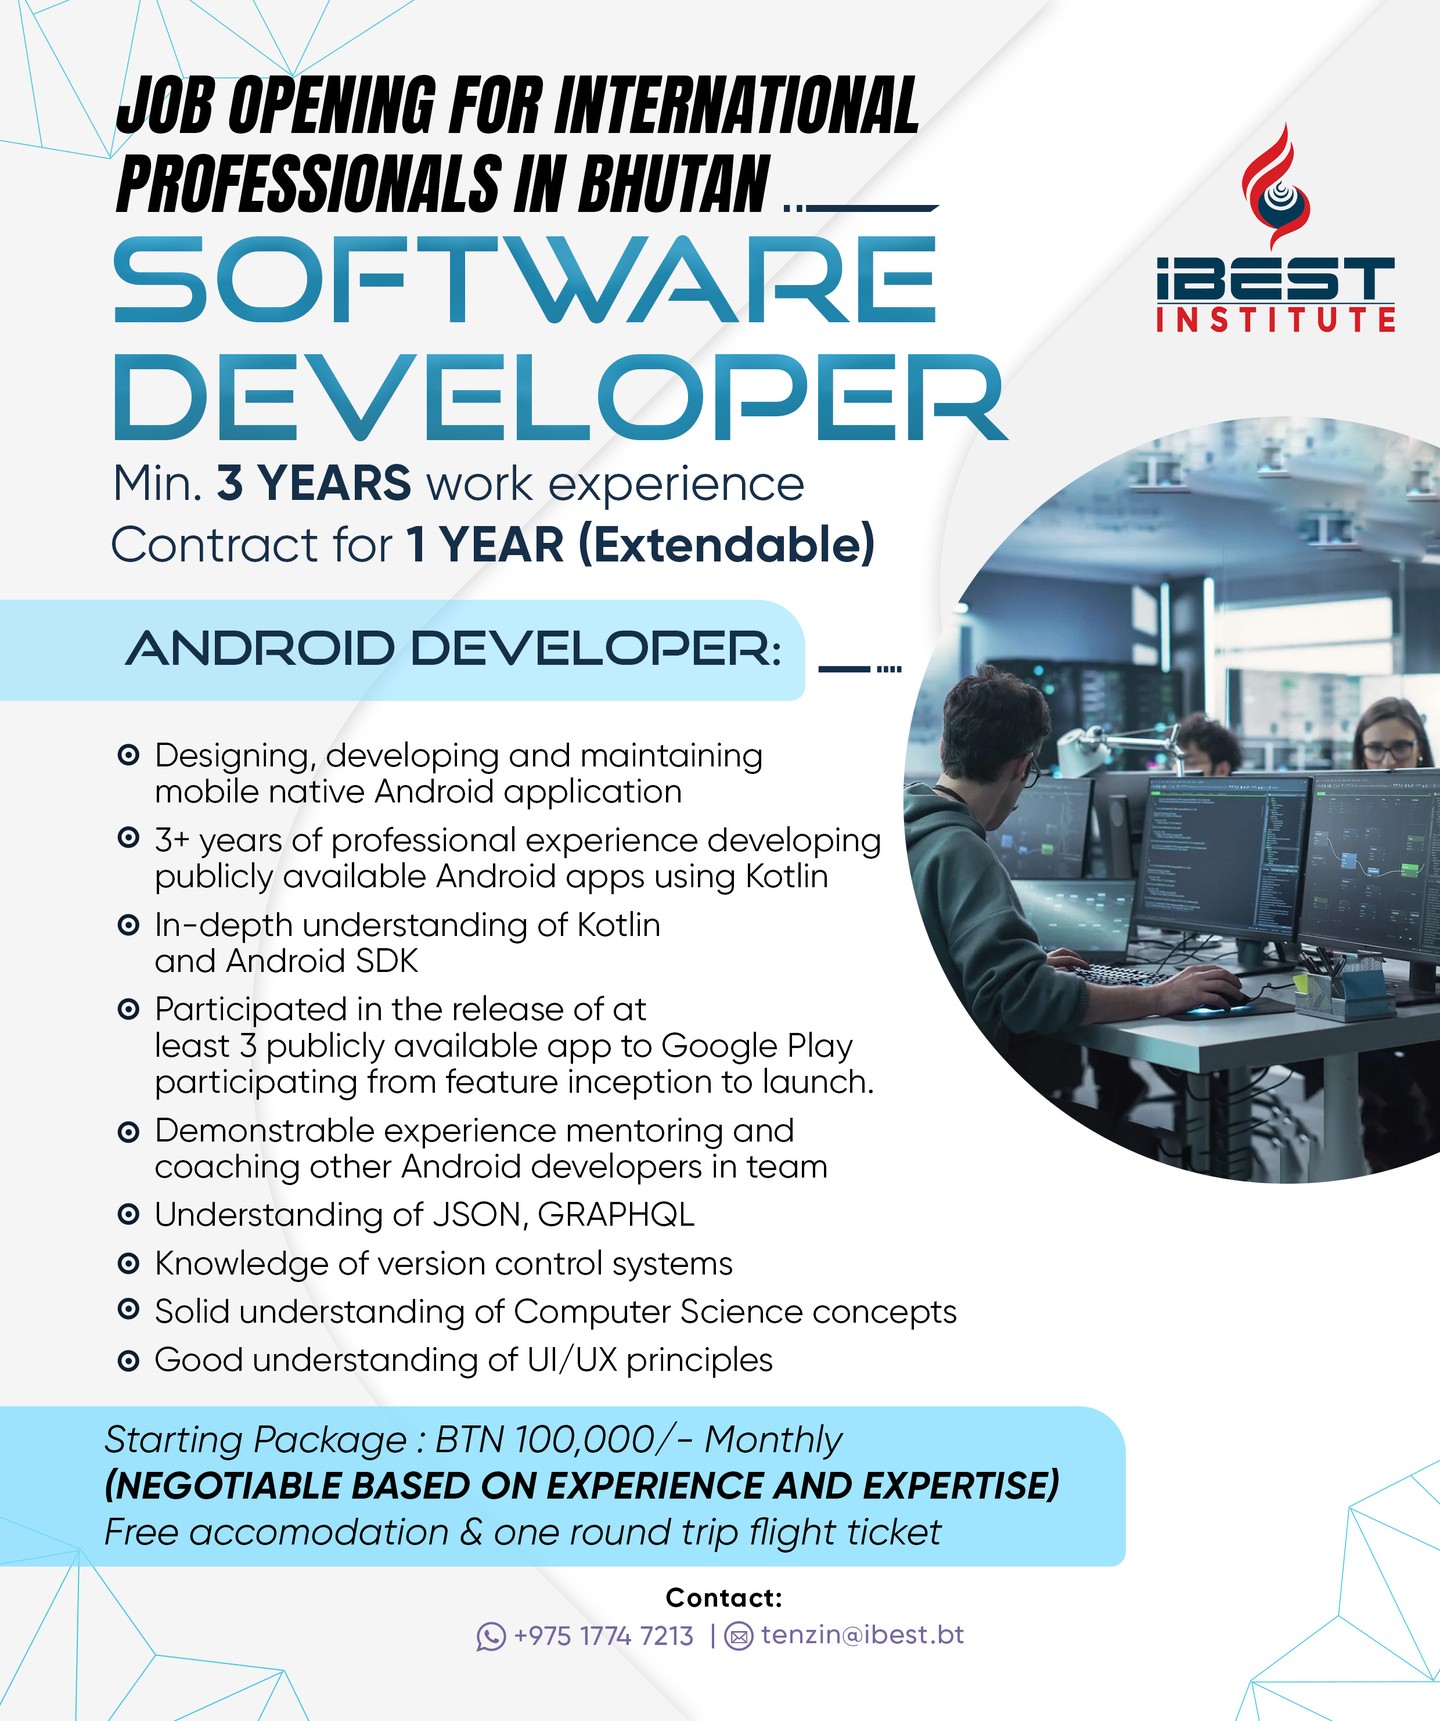 JOB OPENING FOR INTERNATIONAL
PROFESSIONALS IN BHUTAN
iBEST
INSTITUTE
SOFTWARE
DEVELOPER
Min. 3 YEARS work experience
Contract for 1 YEAR (Extendable)
ANDROID DEVELOPER:
Designing, developing and maintaining
mobile native Android application
3+ years of professional experience developing
publicly available Android apps using Kotlin
In-depth understanding of Kotlin
and Android SDK
Participated in the release of at
least 3 publicly available app to Google Play
participating from feature inception to launch.
Demonstrable experience mentoring and
coaching other Android developers in team
Understanding of JSON, GRAPHQL
Knowledge of version control systems
Solid understanding of Computer Science concepts
Good understanding of UI/UX principles
Starting Package : BTN 100,000/- Monthly
(NEGOTIABLE BASED ON EXPERIENCE AND EXPERTISE)
Free accomodation & one round trip flight ticket
Contact:
+975 1774 7213 | tenzin@ibest.bt